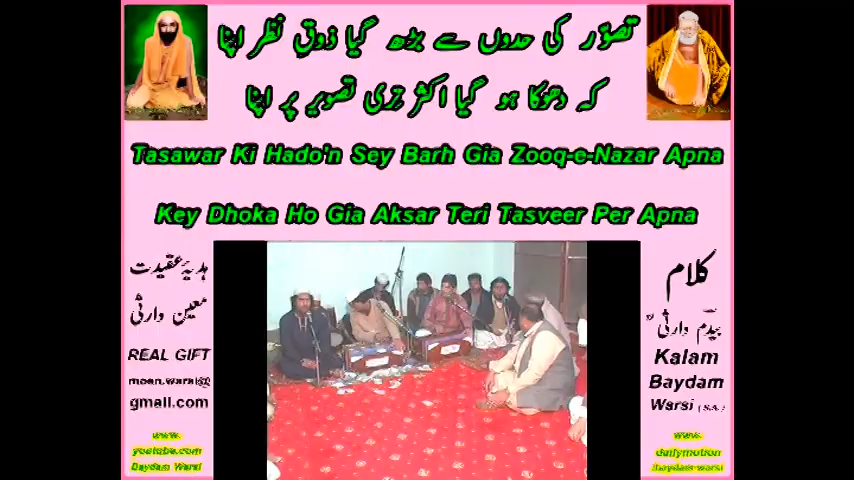 تصوّر کی حدوں سے بڑھ گیا ذوقِ نظر اپنا
کہ دھوکا ہو گیا اکثر تری تصویر پر اپنا
Tasawar Ki Hado'n Sey Barh Gia Zooq-e-Nazar Apna
Key Dhoka Ho Gia Aksar Teri Tasveer Per Apna
ہدیۂ عقیدت
معین وارثی
REAL GIFT
moen.warsi@
gmail.com
www.
youtube.com
Baydam Warsi
کلام
بیدم وارثی
Kalam
Baydam
Warsi (S.A.)
www.
dailymotion
/baydam-warsi